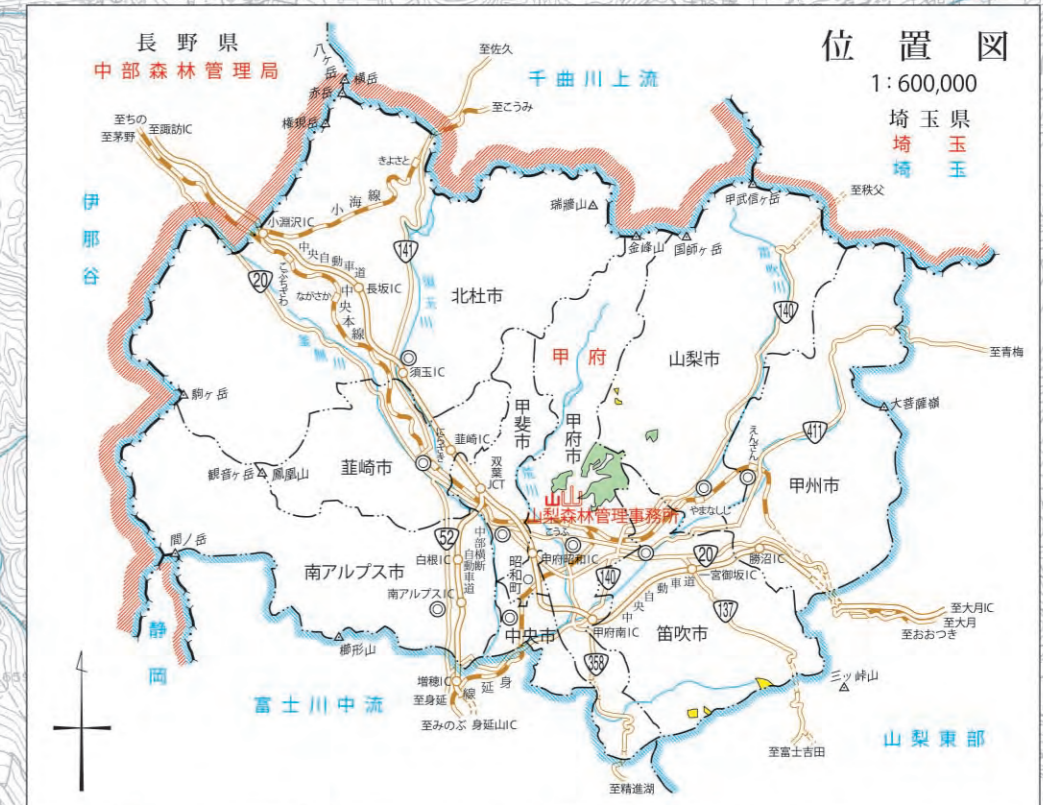 位置図
1:600,000
長野県
中部森林管理局
千曲川上流
埼玉県
埼玉
埼玉
伊那谷
静岡
富士川中流
山梨東部
八ヶ岳
横岳
赤岳
権現岳
至佐久
至こうみ
至ちの
至茅野
至諏訪IC
きよさと
小海線
小淵沢IC
こぶちざわ
中央自動車道
長坂IC
ながさか
中央本線
20
141
須玉川
釜無川
北杜市
瑞牆山
金峰山
国師ヶ岳
甲武信ヶ岳
至秩父
笛吹川
140
甲府
山梨市
至青梅
大菩薩嶺
411
えんざん
甲州市
駒ヶ岳
須玉IC
観音ヶ岳
鳳凰山
韮崎市
にらさき
韮崎IC
双葉JCT
甲斐市
甲府市
荒川
山梨森林管理事務所
こうふ
やまなしし
間ノ岳
52
中部横断自動車道
白根IC
南アルプス市
南アルプスIC
昭和町
甲府昭和IC
140
中央自動車道
20
一宮御坂IC
勝沼IC
137
至大月IC
至大月
至おおつき
櫛形山
中央市
甲府南IC
笛吹市
358
増穂IC
身延線
至身延
至みのぶ
身延山IC
三ッ峠山
至富士吉田
至精進湖